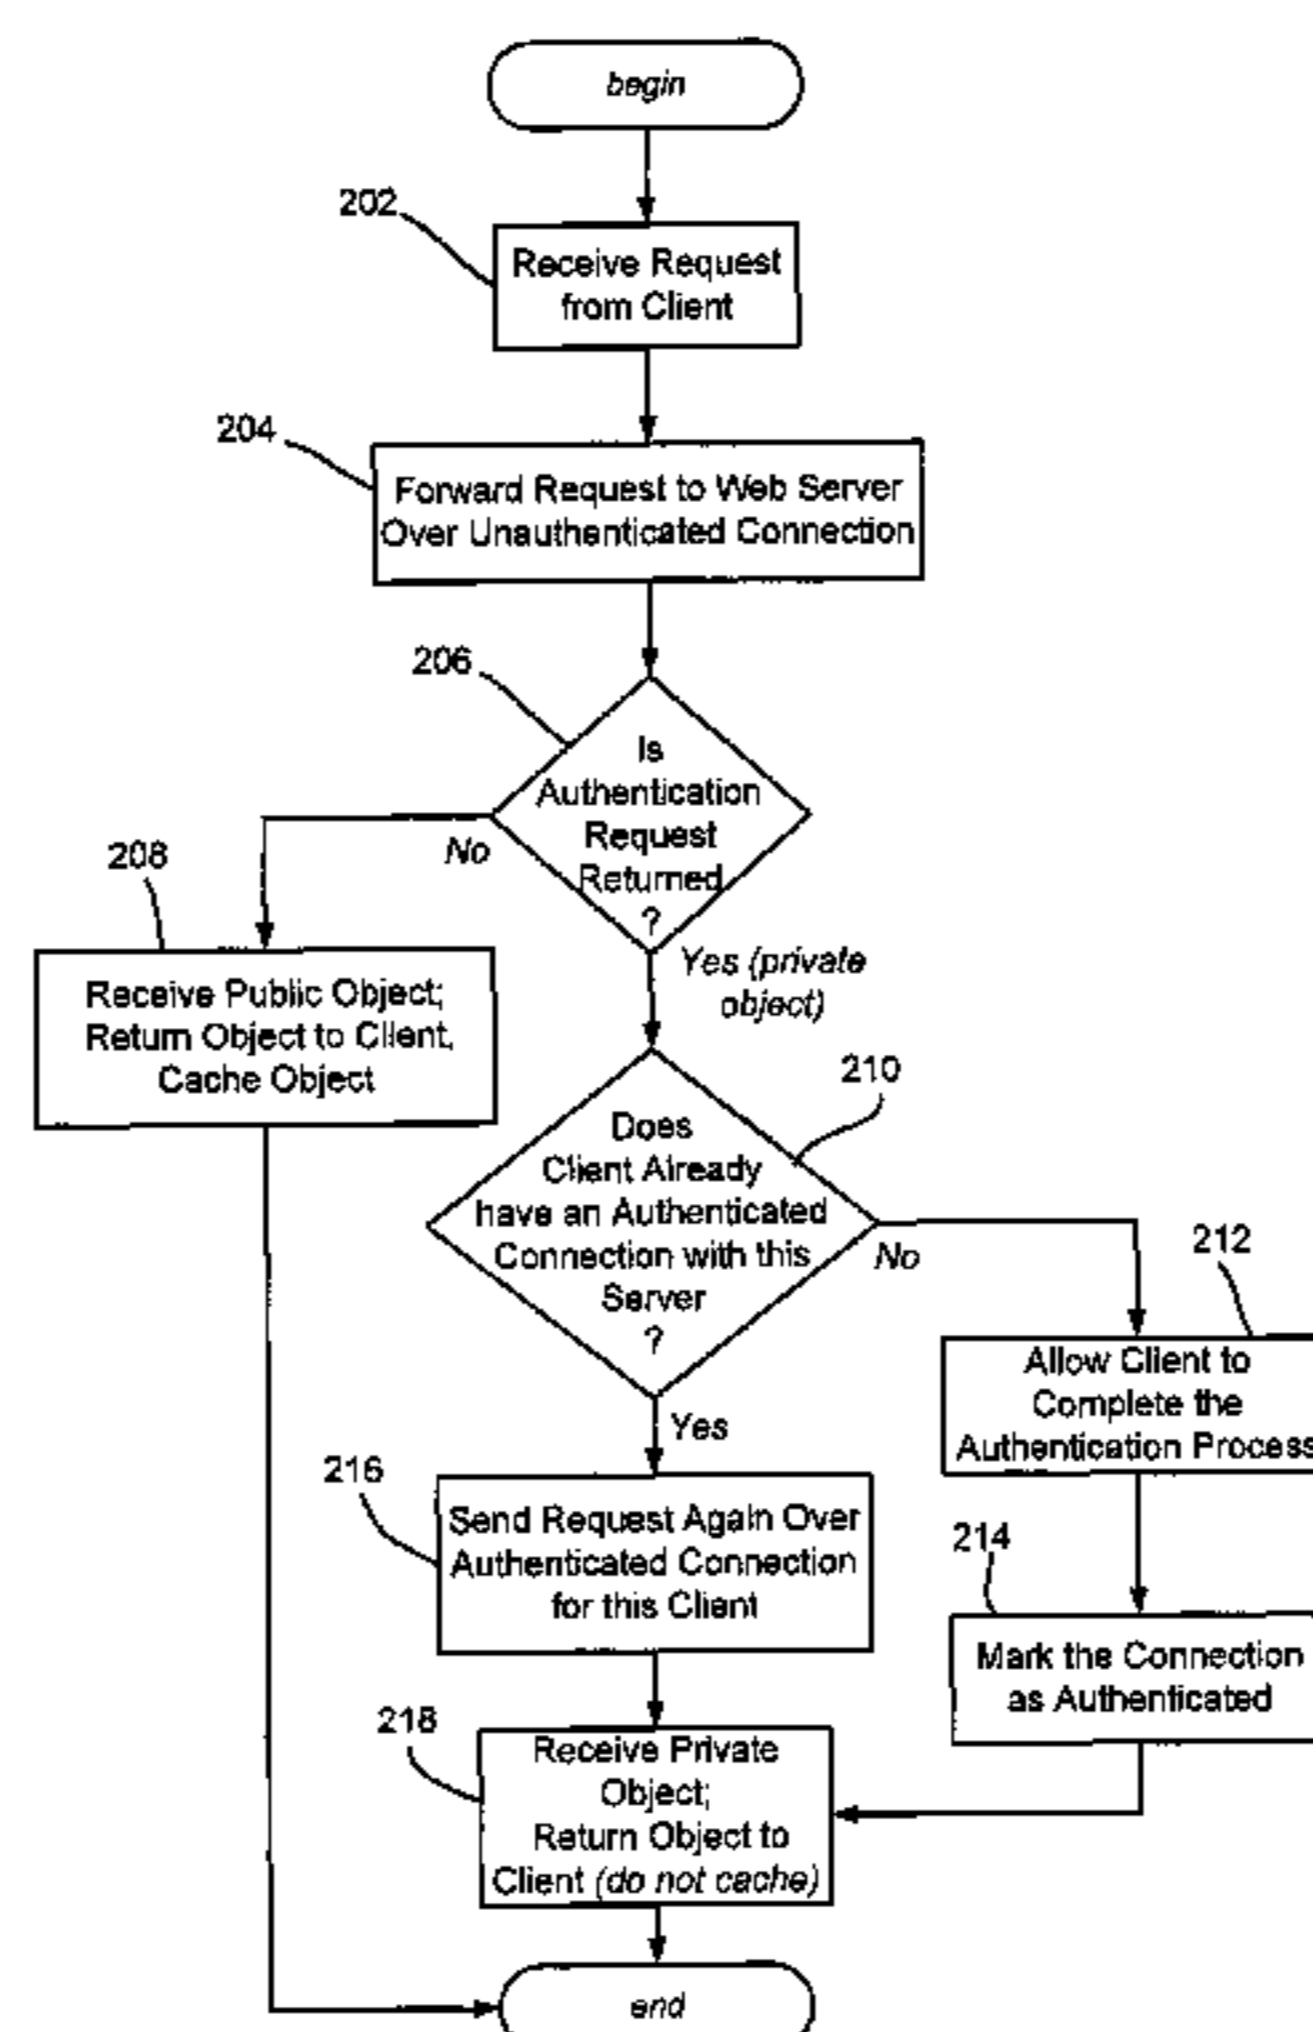 begin
202
Receive Request
from Client
204
Forward Request to Web Server
Over Unauthenticated Connection
206
Is
Authentication
Request
Returned
?
No
Yes (private
object)
208
Receive Public Object;
Return Object to Client,
Cache Object
210
Does
Client Already
have an Authenticated
Connection with this
Server
?
No
Yes
212
Allow Client to
Complete the
Authentication Process
214
Mark the Connection
as Authenticated
216
Send Request Again Over
Authenticated Connection
for this Client
218
Receive Private
Object;
Return Object to
Client (do not cache)
end